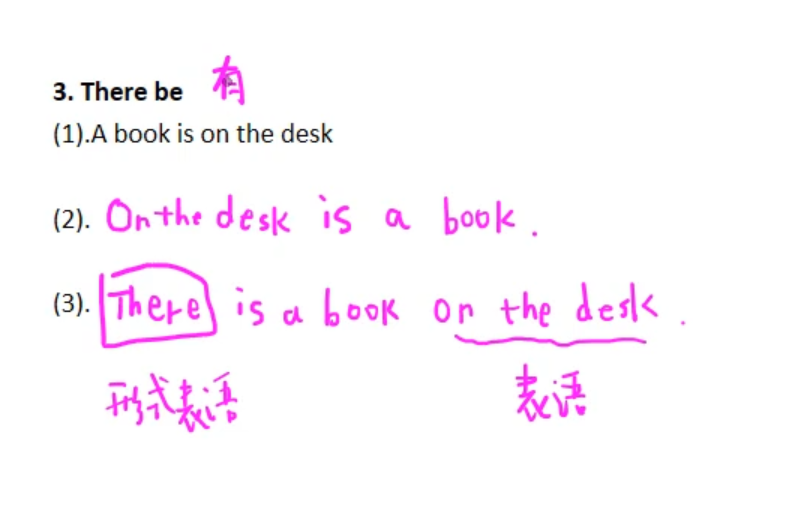 3. There be 有
(1).A book is on the desk
(2). On the desk is a book.
(3). There is a book on the desk.
形式表语 表语